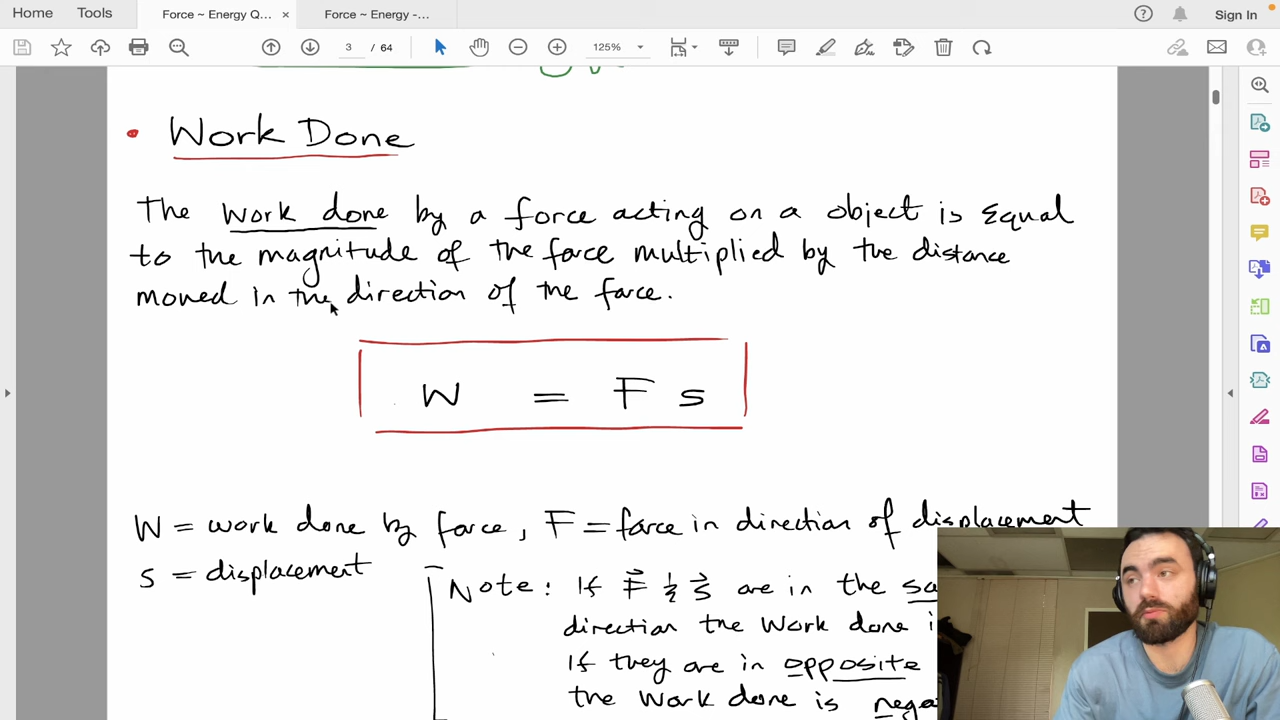 Home Tools Force ~ Energy Q... × Force ~ Energy -... Sign In
3 / 64 125%
• Work Done
The work done by a force acting on a object is Equal
to the magnitude of the force multiplied by the distance
moved in the direction of the force.
W = F s
W = work done by force, F = force in direction of displacement
s = displacement
Note: If F & s are in the
direction the Work done
If they are in opposite
the Work done is